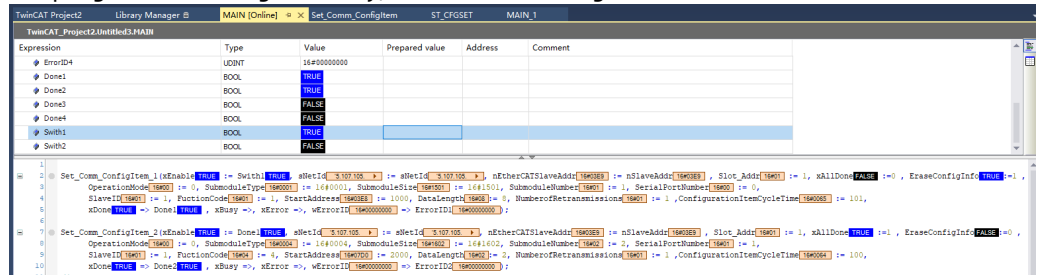 TwinCAT Project2 Library Manager MAIN [Online] Set_Comm_ConfigItem ST_CFGSET MAIN_1
TwinCAT_Project2.Untitled3.MAIN
Expression Type Value Prepared value Address Comment
ErrorID4 UDINT 16#00000000
Done1 BOOL TRUE
Done2 BOOL TRUE
Done3 BOOL FALSE
Done4 BOOL FALSE
Swith1 BOOL TRUE
Swith2 BOOL FALSE
1
2 Set_Comm_ConfigItem_1(xEnable TRUE := Swith1 TRUE, sNetId '5.107.105. := sNetId '5.107.105. , nEtherCATSlaveAddr 16#03E9 := nSlaveAddr 16#03E9 , Slot_Addr 16#01 := 1, xAllDone FALSE :=0 , EraseConfigInfo TRUE :=1 ,
3 OperationMode 16#00 := 0, SubmoduleType 16#0001 := 16#0001, SubmoduleSize 16#1501 := 16#1501, SubmoduleNumber 16#01 := 1, SerialPortNumber 16#00 := 0,
4 SlaveID 16#01 := 1, FuctionCode 16#01 := 1, StartAddress 16#03E8 := 1000, DataLength 16#08 := 8, NumberofRetransmissions 16#01 := 1 ,ConfigurationItemCycleTime 16#0065 := 101,
5 xDone TRUE => Done1 TRUE , xBusy =>, xError =>, wErrorID 16#00000000 => ErrorID1 16#00000000 );
6
7 Set_Comm_ConfigItem_2(xEnable TRUE := Done1 TRUE, sNetId '5.107.105. := sNetId '5.107.105. , nEtherCATSlaveAddr 16#03E9 := nSlaveAddr 16#03E9 , Slot_Addr 16#01 := 1, xAllDone TRUE :=1 , EraseConfigInfo FALSE :=0 ,
8 OperationMode 16#00 := 0, SubmoduleType 16#0004 := 16#0004, SubmoduleSize 16#1602 := 16#1602, SubmoduleNumber 16#02 := 2, SerialPortNumber 16#01 := 1,
9 SlaveID 16#01 := 1, FuctionCode 16#04 := 4, StartAddress 16#07D0 := 2000, DataLength 16#02 := 2, NumberofRetransmissions 16#01 := 1 ,ConfigurationItemCycleTime 16#0064 := 100,
10 xDone TRUE => Done2 TRUE , xBusy =>, xError =>, wErrorID 16#00000000 => ErrorID2 16#00000000 );